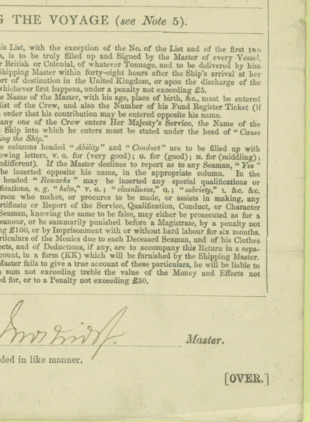 G THE VOYAGE (see Note 5).
is List, with the exception of the No. of the List and of the first two
s, is to be truly filled up and Signed by the Master of every Vessel,
r British or Colonial, of whatever Tonnage, and to be delivered by him
Shipping Master within forty-eight hours after the Ship's arrival at her
ort of destination in the United Kingdom, or upon the discharge of the
whichever first happens, under a penalty not exceeding £5.
e Name of the Master, with his age, place of birth, &c., must be entered
list of the Crew, and also the Number of his Fund Register Ticket (if
n order that his contribution may be entered opposite his name.
any one of the Crew enters Her Majesty's Service, the Name of the
s Ship into which he enters must be stated under the head of "Cause
ng the Ship."
e columns headed "Ability" and "Conduct" are to be filled up with
owing letters, v. G. for (very good); G. for (good); M. for (middling);
ndifferent). If the Master declines to report as to any Seaman, "Yes"
be inserted opposite his name, in the appropriate column. In the
headed "Remarks" may be inserted any special qualifications or
fications, e. g. "helm," v. G.; "cleanliness," G.; "sobriety," I. &c. &c.
erson who makes, or procures to be made, or assists in making, any
ertificate or Report of the Service, Qualification, Conduct, or Character
Seaman, knowing the same to be false, may either be prosecuted as for a
eanour, or be summarily punished before a Magistrate, by a penalty not
ng £100, or by Imprisonment with or without hard labour for six months.
rticulars of the Monies due to each Deceased Seaman, and of his Clothes
ects, and of Deductions, if any, are to accompany this Return in a sepa-
ccount, in a form (KK) which will be furnished by the Shipping Master.
Master fails to give a true account of these particulars, he will be liable to
a sum not exceeding treble the value of the Money and Effects not
ed for, or to a Penalty not exceeding £50.
Master.
ded in like manner.
[OVER.]